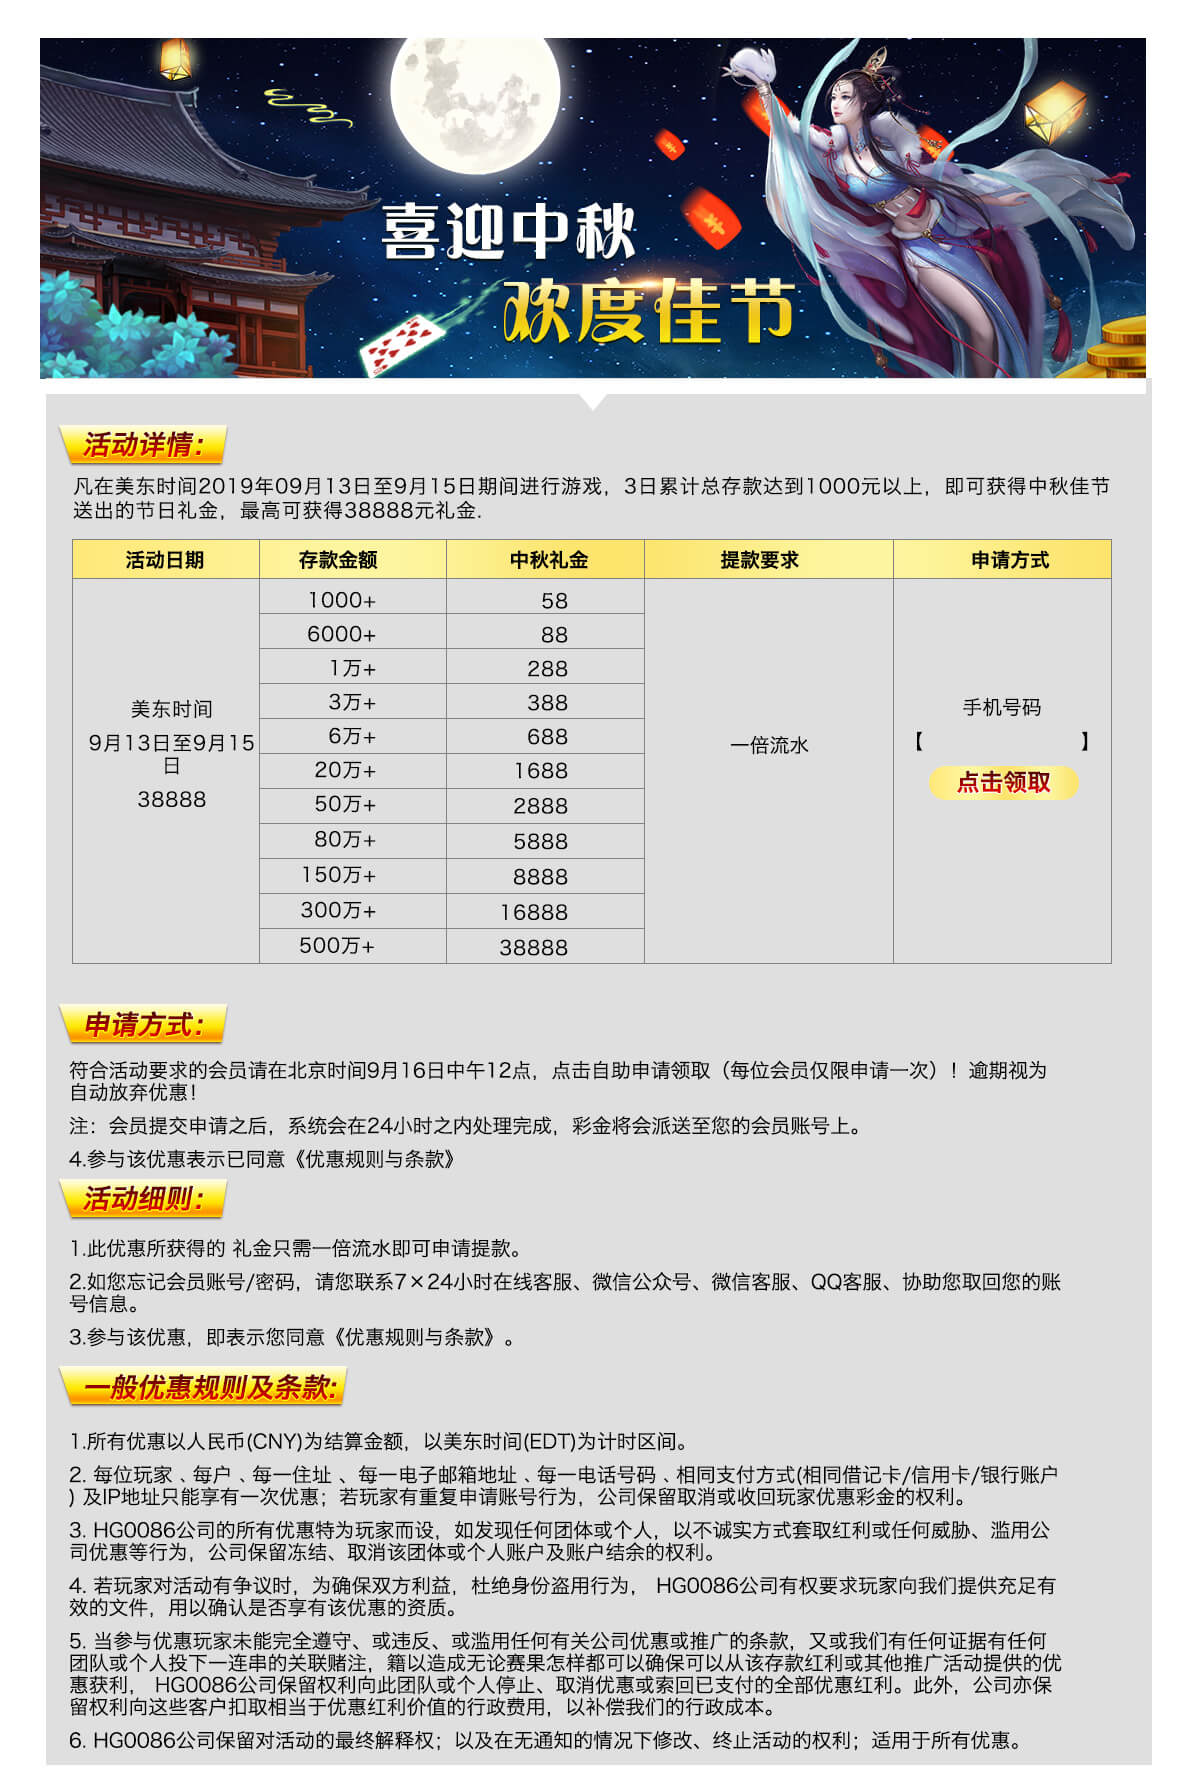 喜迎中秋
欢度佳节
活动详情：
凡在美东时间2019年09月13日至9月15日期间进行游戏，3日累计总存款达到1000元以上，即可获得中秋佳节
送出的节日礼金，最高可获得38888元礼金.
活动日期 存款金额 中秋礼金 提款要求 申请方式
1000+ 58
6000+ 88
1万+ 288
3万+ 388
6万+ 688
20万+ 1688
50万+ 2888
80万+ 5888
150万+ 8888
300万+ 16888
500万+ 38888
美东时间
9月13日至9月15
日
38888
一倍流水
手机号码
【 】
点击领取
申请方式：
符合活动要求的会员请在北京时间9月16日中午12点，点击自助申请领取（每位会员仅限申请一次）！逾期视为
自动放弃优惠！
注：会员提交申请之后，系统会在24小时之内处理完成，彩金将会派送至您的会员账号上。
4.参与该优惠表示已同意《优惠规则与条款》
活动细则：
1.此优惠所获得的 礼金只需一倍流水即可申请提款。
2.如您忘记会员账号/密码，请您联系7×24小时在线客服、微信公众号、微信客服、QQ客服、协助您取回您的账
号信息。
3.参与该优惠，即表示您同意《优惠规则与条款》。
一般优惠规则及条款:
1.所有优惠以人民币(CNY)为结算金额，以美东时间(EDT)为计时区间。
2. 每位玩家﹑每户﹑每一住址 ﹑每一电子邮箱地址﹑每一电话号码﹑相同支付方式(相同借记卡/信用卡/银行账户
) 及IP地址只能享有一次优惠；若玩家有重复申请账号行为，公司保留取消或收回玩家优惠彩金的权利。
3. HG0086公司的所有优惠特为玩家而设，如发现任何团体或个人，以不诚实方式套取红利或任何威胁、滥用公
司优惠等行为，公司保留冻结、取消该团体或个人账户及账户结余的权利。
4. 若玩家对活动有争议时，为确保双方利益，杜绝身份盗用行为， HG0086公司有权要求玩家向我们提供充足有
效的文件，用以确认是否享有该优惠的资质。
5. 当参与优惠玩家未能完全遵守、或违反、或滥用任何有关公司优惠或推广的条款，又或我们有任何证据有任何
团队或个人投下一连串的关联赌注，籍以造成无论赛果怎样都可以确保可以从该存款红利或其他推广活动提供的优
惠获利， HG0086公司保留权利向此团队或个人停止、取消优惠或索回已支付的全部优惠红利。此外，公司亦保
留权利向这些客户扣取相当于优惠红利价值的行政费用，以补偿我们的行政成本。
6. HG0086公司保留对活动的最终解释权；以及在无通知的情况下修改、终止活动的权利；适用于所有优惠。